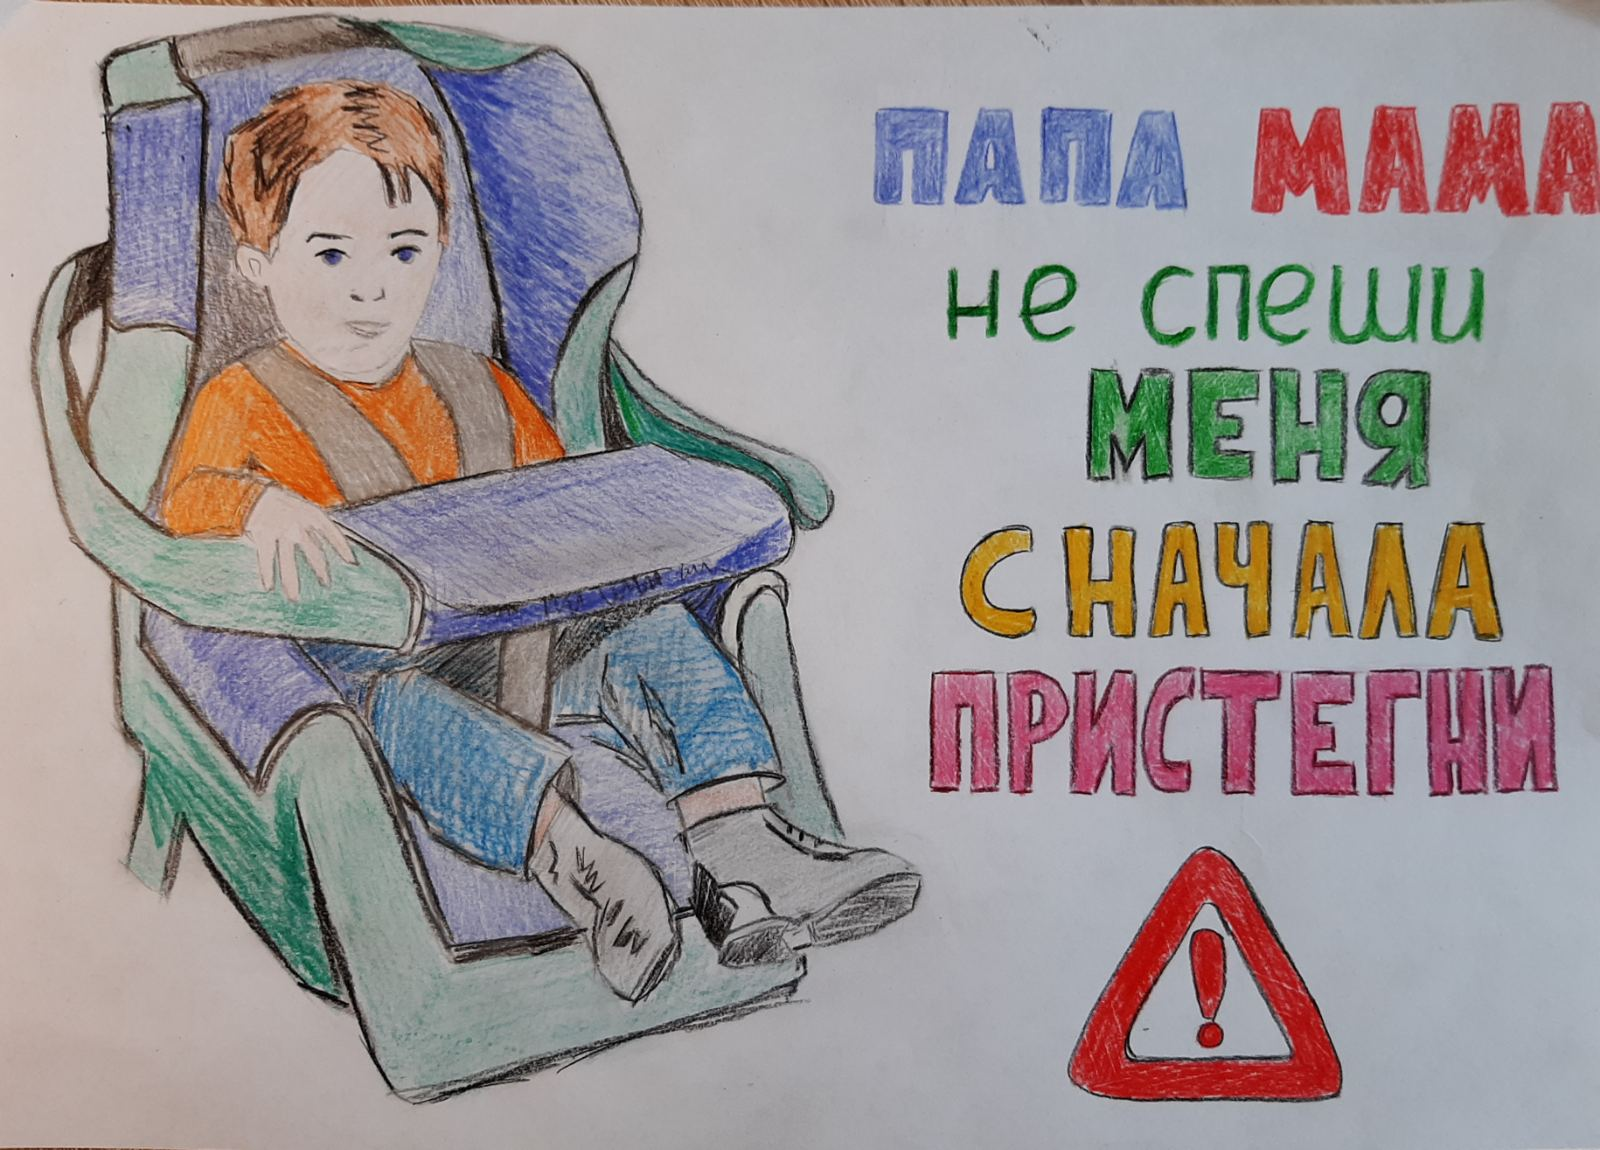 ПАПА МАМА
не спеши
МЕНЯ
СНАЧАЛА
ПРИСТЕГНИ
!